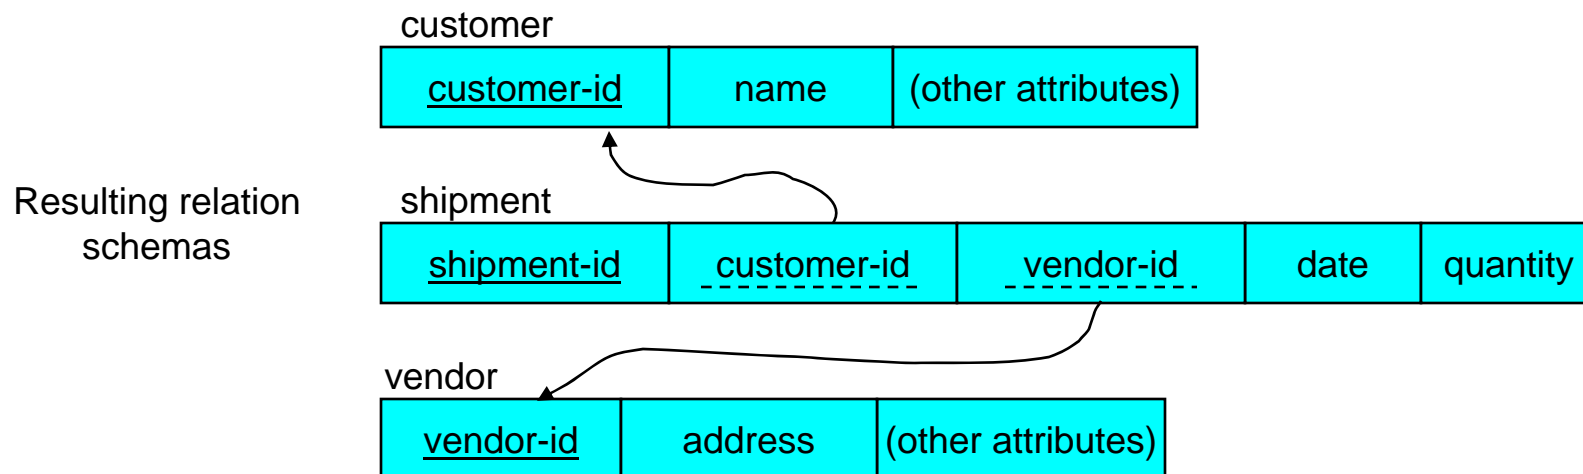 customer
customer-id name (other attributes)
Resulting relation
schemas
shipment
shipment-id customer-id vendor-id date quantity
vendor
vendor-id address (other attributes)